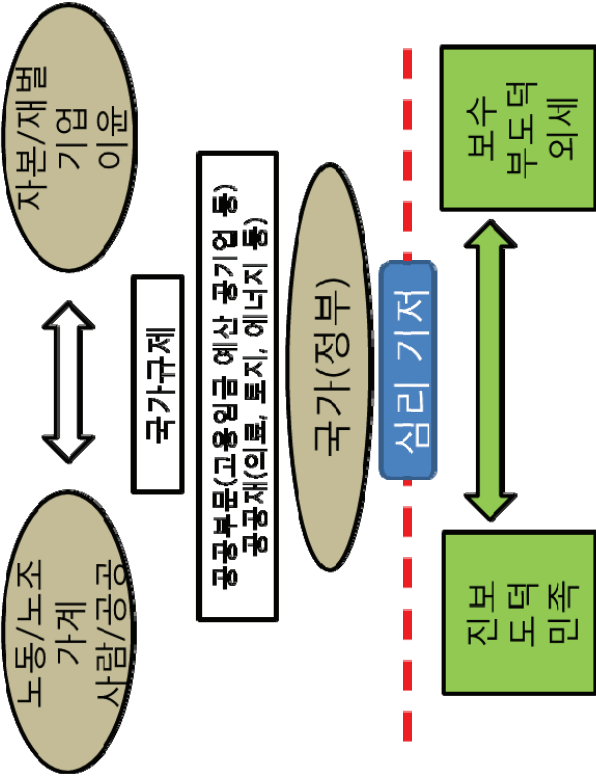 노동/노조
가계
사람/공공
자본/재벌
기업
이윤
국가규제
공공부문(고용임금 예산 공기업 등)
공공재(의료, 토지, 에너지 등)
국가(정부)
심리 기저
진보
도덕
민족
보수
부도덕
외세